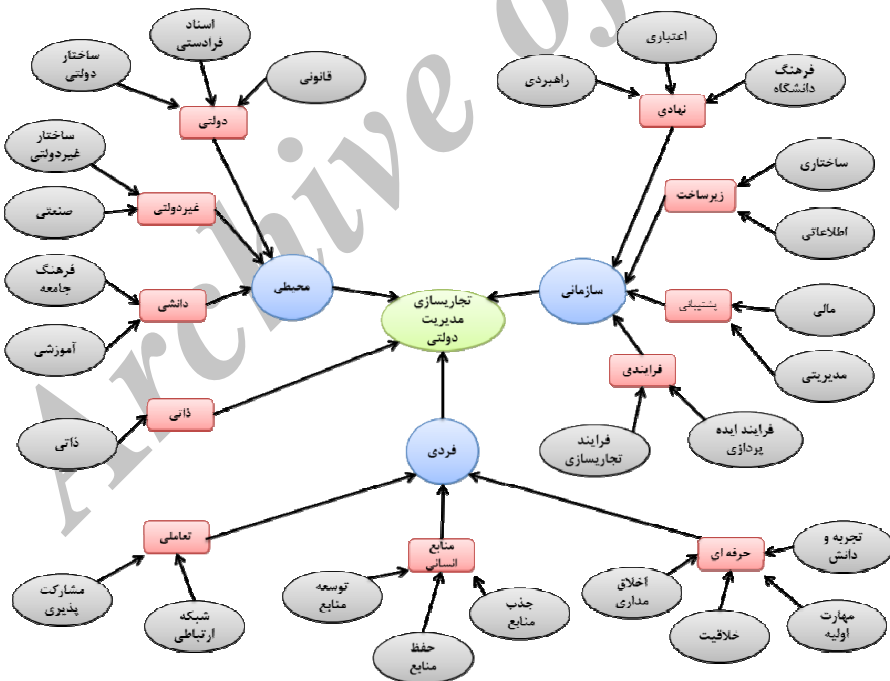 اسناد
فرادستی
ساختار
دولتی
قانونی
دولتی
ساختار
غیردولتی
صنعتی
غیردولتی
فرهنگ
جامعه
آموزشی
دانشی
محیطی
ذاتی
ذاتی
اعتباری
راهبردی
فرهنگ
دانشگاه
نهادی
ساختاری
اطلاعاتی
زیرساخت
مالی
مدیریتی
پشتیبانی
سازمانی
فرایندی
فرایند ایده
پردازی
فرایند
تجاریسازی
تجاریسازی
مدیریت
دولتی
فردی
تعاملی
مشارکت
پذیری
شبکه
ارتباطی
منابع
انسانی
توسعه
منابع
حفظ
منابع
جذب
منابع
حرفه ای
اخلاق
مداری
خلاقیت
مهارت
اولیه
تجربه و
دانش
Archive of